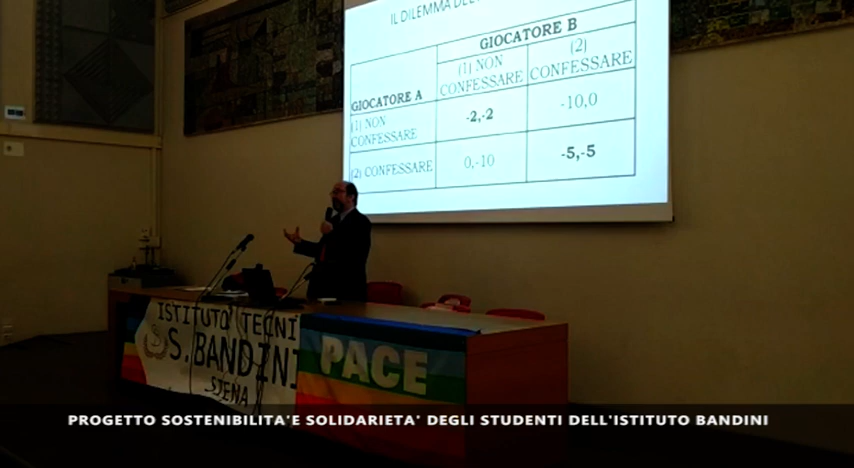 IL DILEMMA
GIOCATORE B
(1) NON CONFESSARE
(2) CONFESSARE
GIOCATORE A
(1) NON CONFESSARE
-2,-2
-10,0
(2) CONFESSARE
0,-10
-5,-5
ISTITUTO TECNI
S. BANDINI
SIENA
PACE
PROGETTO SOSTENIBILITA'E SOLIDARIETA' DEGLI STUDENTI DELL'ISTITUTO BANDINI